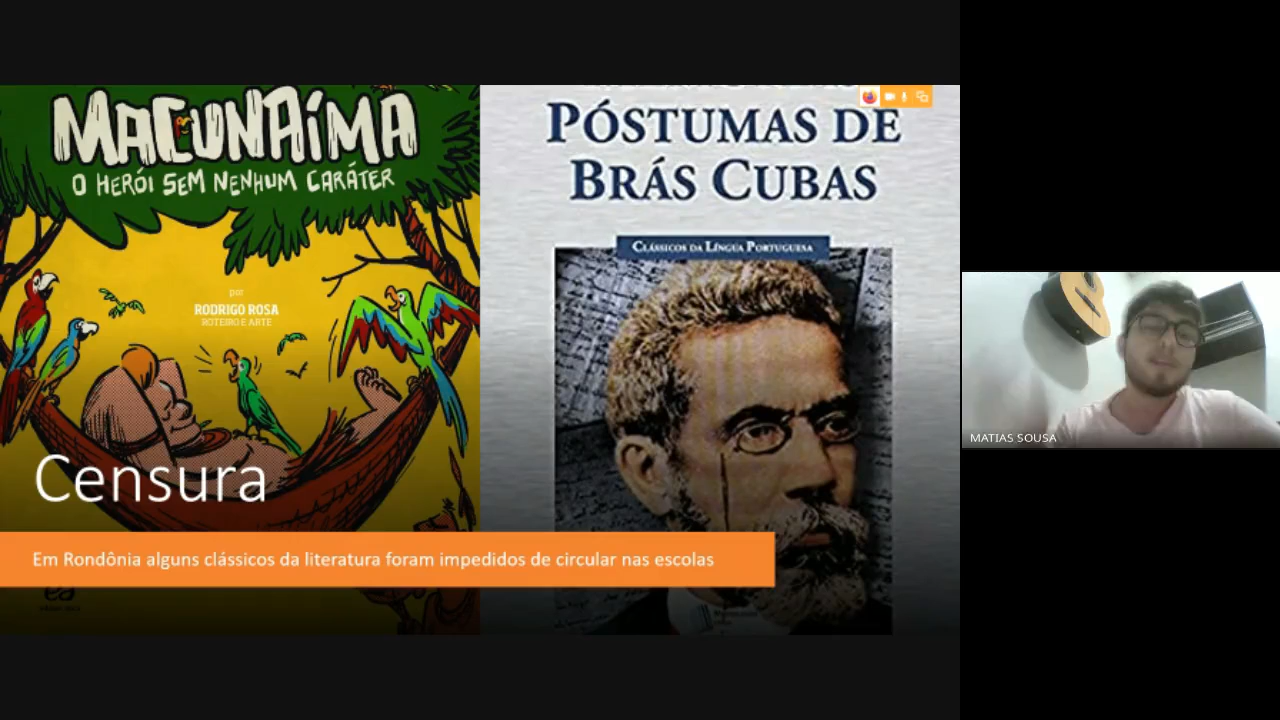 MACUNAÍMA
O HERÓI SEM NENHUM CARÁTER
por
RODRIGO ROSA
ROTEIRO E ARTE
PÓSTUMAS DE
BRÁS CUBAS
CLÁSSICOS DA LÍNGUA PORTUGUESA
Censura
Em Rondônia alguns clássicos da literatura foram impedidos de circular nas escolas
MATIAS SOUSA